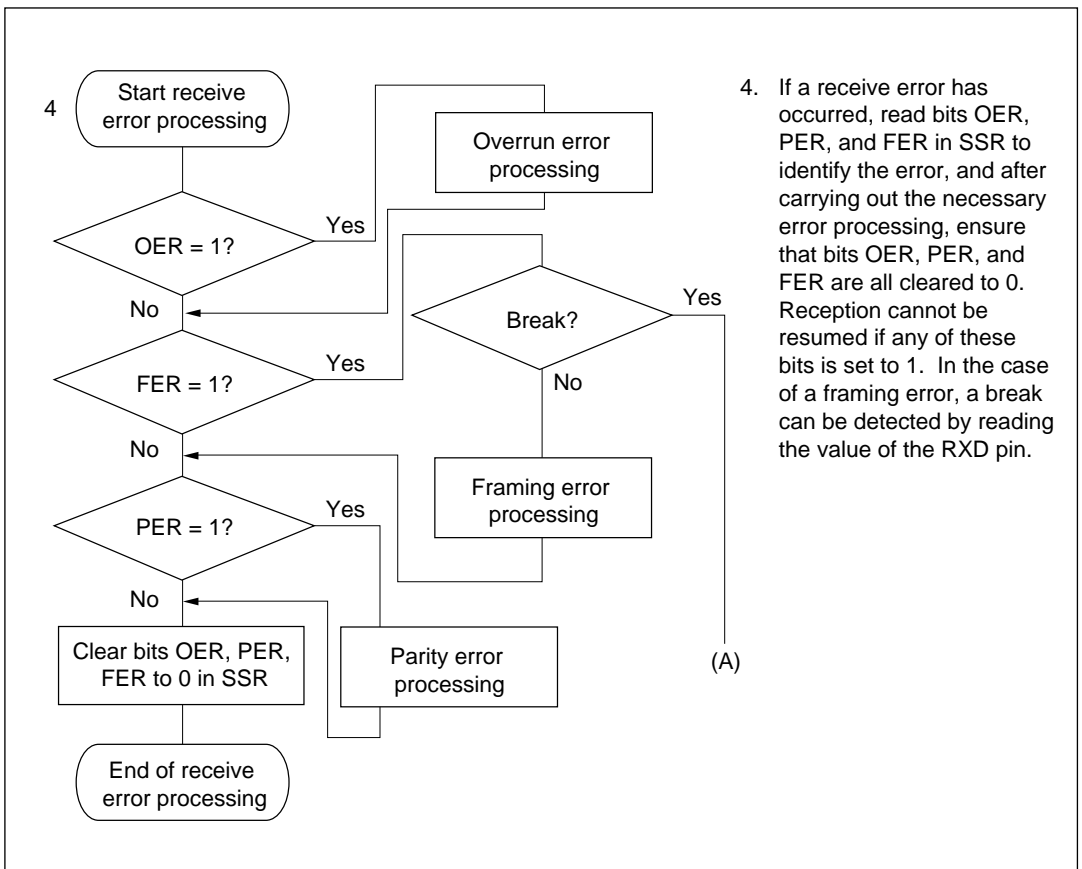 4
Start receive
error processing
OER = 1?
Yes
No
Overrun error
processing
FER = 1?
Yes
No
Break?
Yes
No
Framing error
processing
PER = 1?
Yes
No
Parity error
processing
Clear bits OER, PER,
FER to 0 in SSR
End of receive
error processing
(A)
4. If a receive error has
occurred, read bits OER,
PER, and FER in SSR to
identify the error, and after
carrying out the necessary
error processing, ensure
that bits OER, PER, and
FER are all cleared to 0.
Reception cannot be
resumed if any of these
bits is set to 1. In the case
of a framing error, a break
can be detected by reading
the value of the RXD pin.